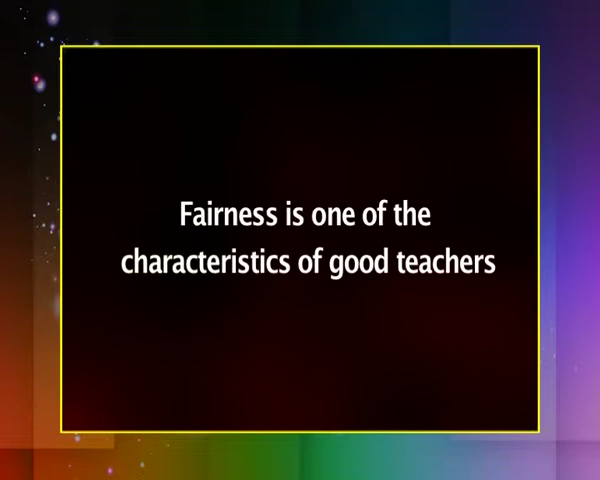 Fairness is one of the
characteristics of good teachers